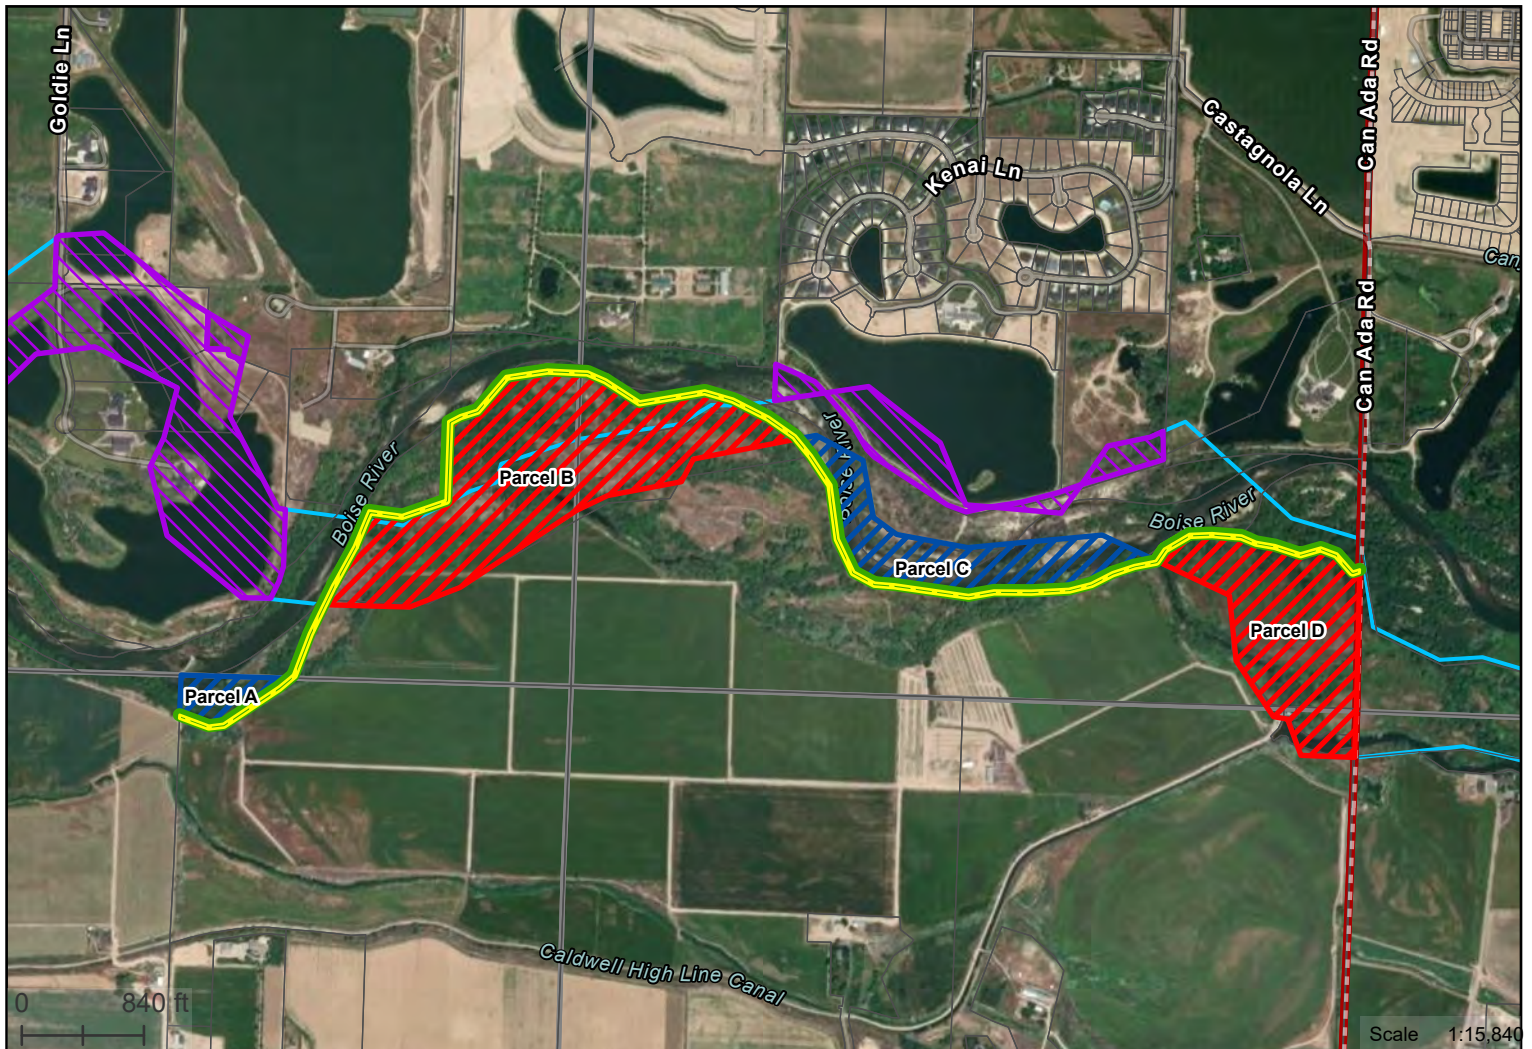 Goldie Ln
Can Ada Rd
Castagnola Ln
Kenai Ln
Can
Can Ada Rd
Boise River
Boise River
Parcel B
Boise River
Parcel C
Parcel D
Parcel A
Caldwell High Line Canal
0 840 ft
Scale 1:15,840